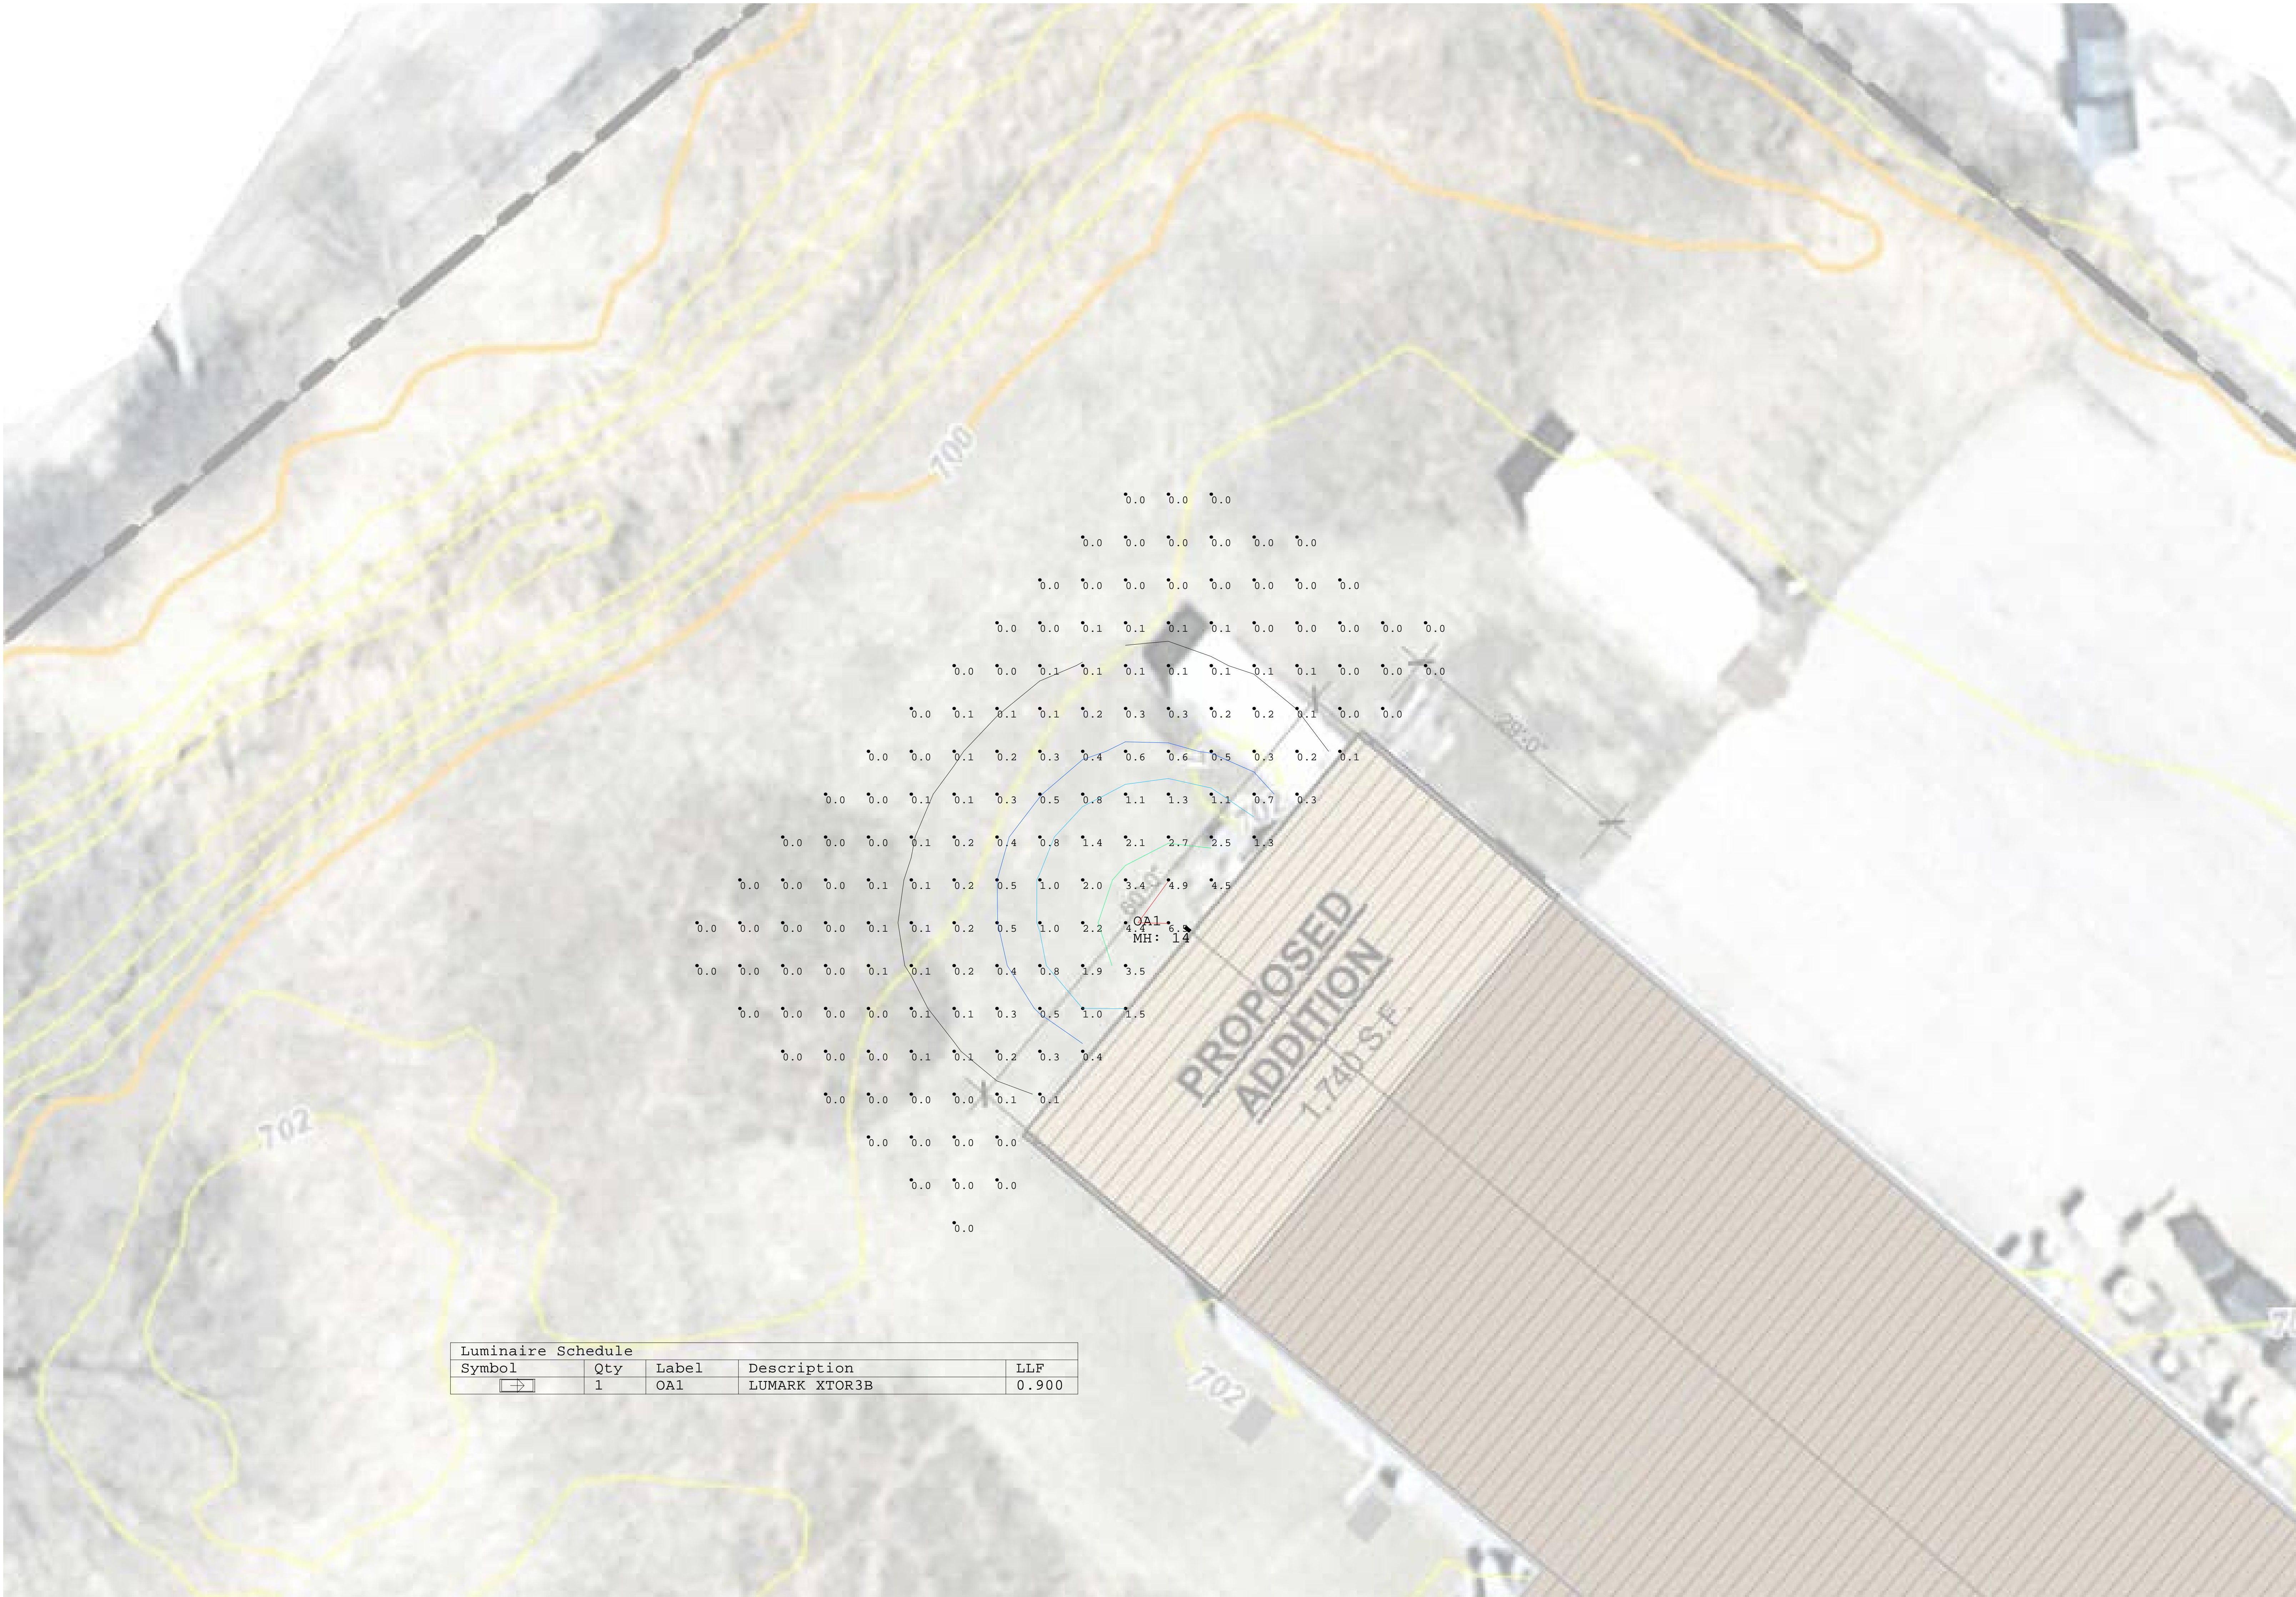 700
0.0 0.0 0.0
0.0 0.0 0.0 0.0 0.0 0.0
0.0 0.0 0.0 0.0 0.0 0.0 0.0 0.0
0.0 0.0 0.1 0.1 0.1 0.1 0.0 0.0 0.0 0.0 0.0
0.0 0.0 0.1 0.1 0.1 0.1 0.1 0.1 0.1 0.0 0.0 0.0
0.0 0.1 0.1 0.1 0.2 0.3 0.3 0.2 0.2 0.1 0.0 0.0
29'-0"
0.0 0.0 0.1 0.2 0.3 0.4 0.6 0.6 0.5 0.3 0.2 0.1
0.0 0.0 0.1 0.1 0.3 0.5 0.8 1.1 1.3 1.1 0.7 0.3
702
0.0 0.0 0.0 0.1 0.2 0.4 0.8 1.4 2.1 2.7 2.5 1.3
0.0 0.0 0.0 0.1 0.1 0.2 0.5 1.0 2.0 3.4 4.9 4.5
60'-0"
OA1
0.0 0.0 0.0 0.0 0.1 0.1 0.2 0.5 1.0 2.2 4.4
MH: 14
0.0 0.0 0.0 0.0 0.1 0.1 0.2 0.4 0.8 1.9 3.5
0.0 0.0 0.0 0.0 0.1 0.1 0.3 0.5 1.0 1.5
PROPOSED
ADDITION
1,740 S.F.
0.0 0.0 0.0 0.1 0.1 0.2 0.3 0.4
0.0 0.0 0.0 0.0 0.1 0.1
702
0.0 0.0 0.0 0.0
0.0 0.0 0.0
0.0
Luminaire Schedule
Symbol Qty Label Description LLF
1 OA1 LUMARK XTOR3B 0.900
702